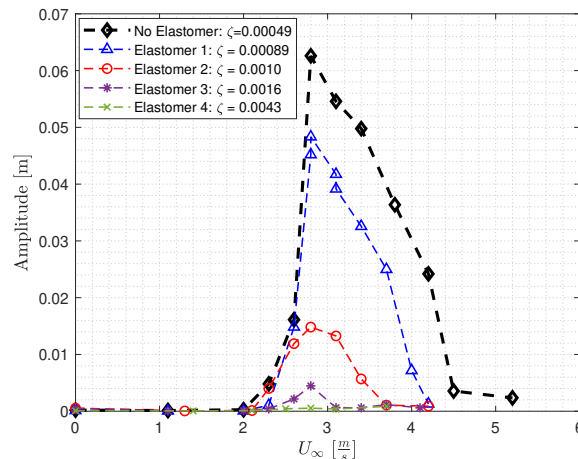 0.07
0.06
0.05
0.04
0.03
0.02
0.01
0
Amplitude [m]
No Elastomer: ζ=0.00049
Elastomer 1: ζ = 0.00089
Elastomer 2: ζ = 0.0010
Elastomer 3: ζ = 0.0016
Elastomer 4: ζ = 0.0043
0 1 2 3 4 5 6
U∞ [m/s]